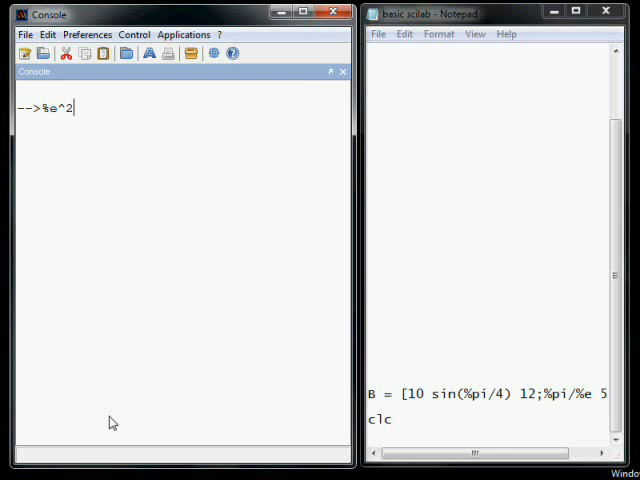 Console
File Edit Preferences Control Applications ?
Console
-->%e^2
basic scilab - Notepad
File Edit Format View Help
B = [10 sin(%pi/4) 12;%pi/%e 5
clc
Windo